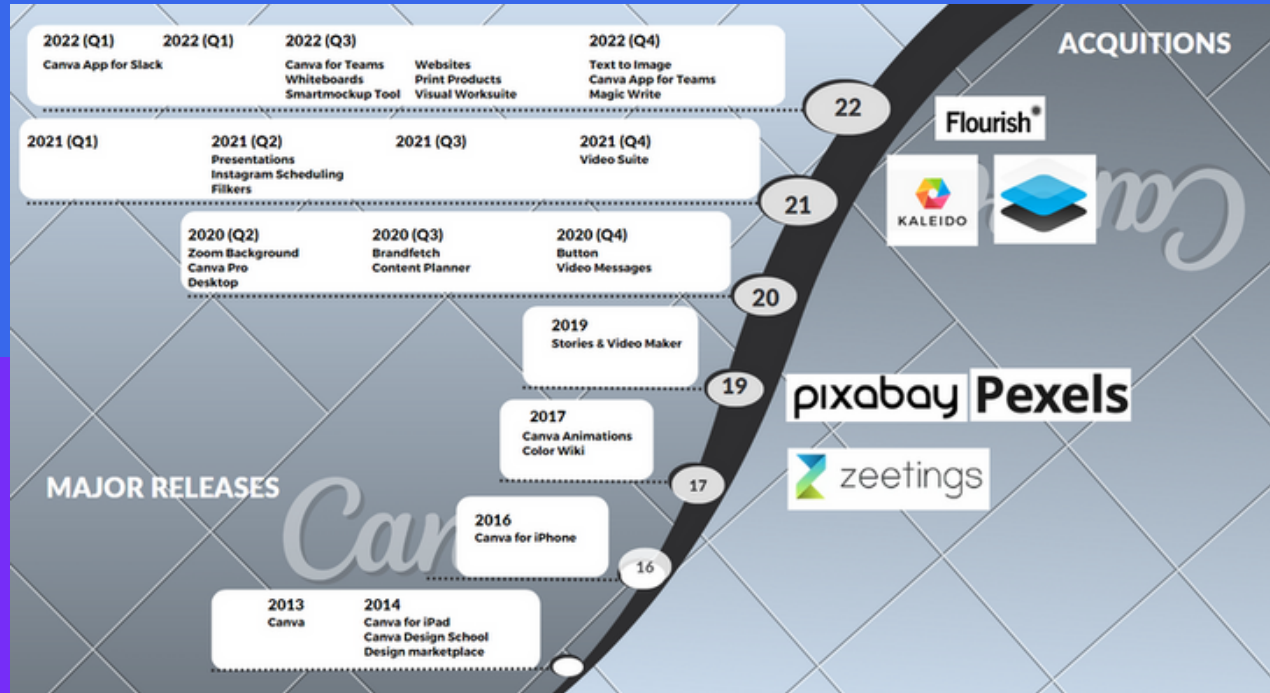 ACQUITIONS
2022 (Q1) 2022 (Q1) 2022 (Q3) 2022 (Q4)
Canva App for Slack Canva for Teams Websites Text to Image
Whiteboards Print Products Canva App for Teams
Smartmockup Tool Visual Worksuite Magic Write
22
Flourish
2021 (Q1) 2021 (Q2) 2021 (Q3) 2021 (Q4)
Presentations Video Suite
Instagram Scheduling
Filkers
21
KALEIDO
2020 (Q2) 2020 (Q3) 2020 (Q4)
Zoom Background Brandfetch Button
Canva Pro Content Planner Video Messages
Desktop
20
2019
Stories & Video Maker
19
pixabay Pexels
2017
Canva Animations
Color Wiki
17
zeetings
MAJOR RELEASES
Can
2016
Canva for iPhone
16
2013 2014
Canva Canva for iPad
Canva Design School
Design marketplace